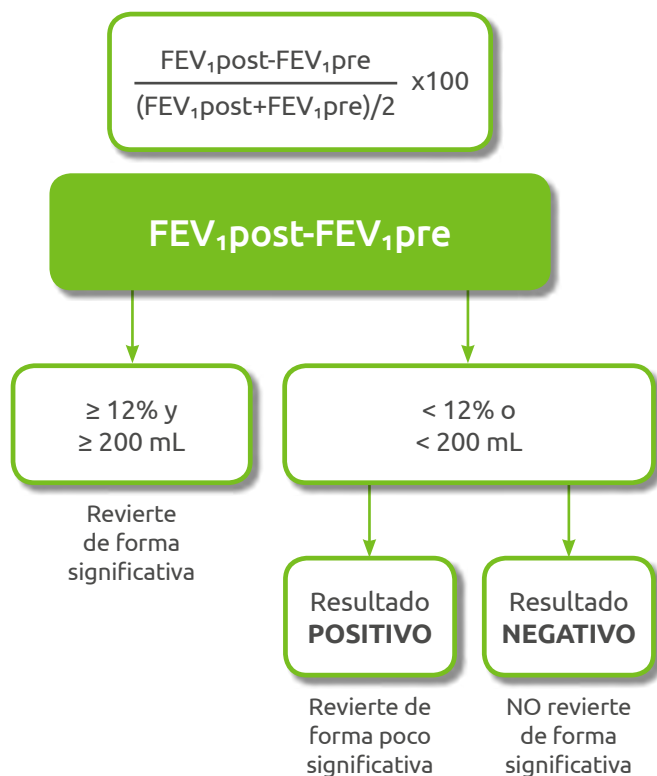 FEV₁post-FEV₁pre
(FEV₁post+FEV₁pre)/2
x100
FEV₁post-FEV₁pre
≥ 12% y
≥ 200 mL
< 12% o
< 200 mL
Revierte
de forma
significativa
Resultado
POSITIVO
Resultado
NEGATIVO
Revierte de
forma poco
significativa
NO revierte
de forma
significativa